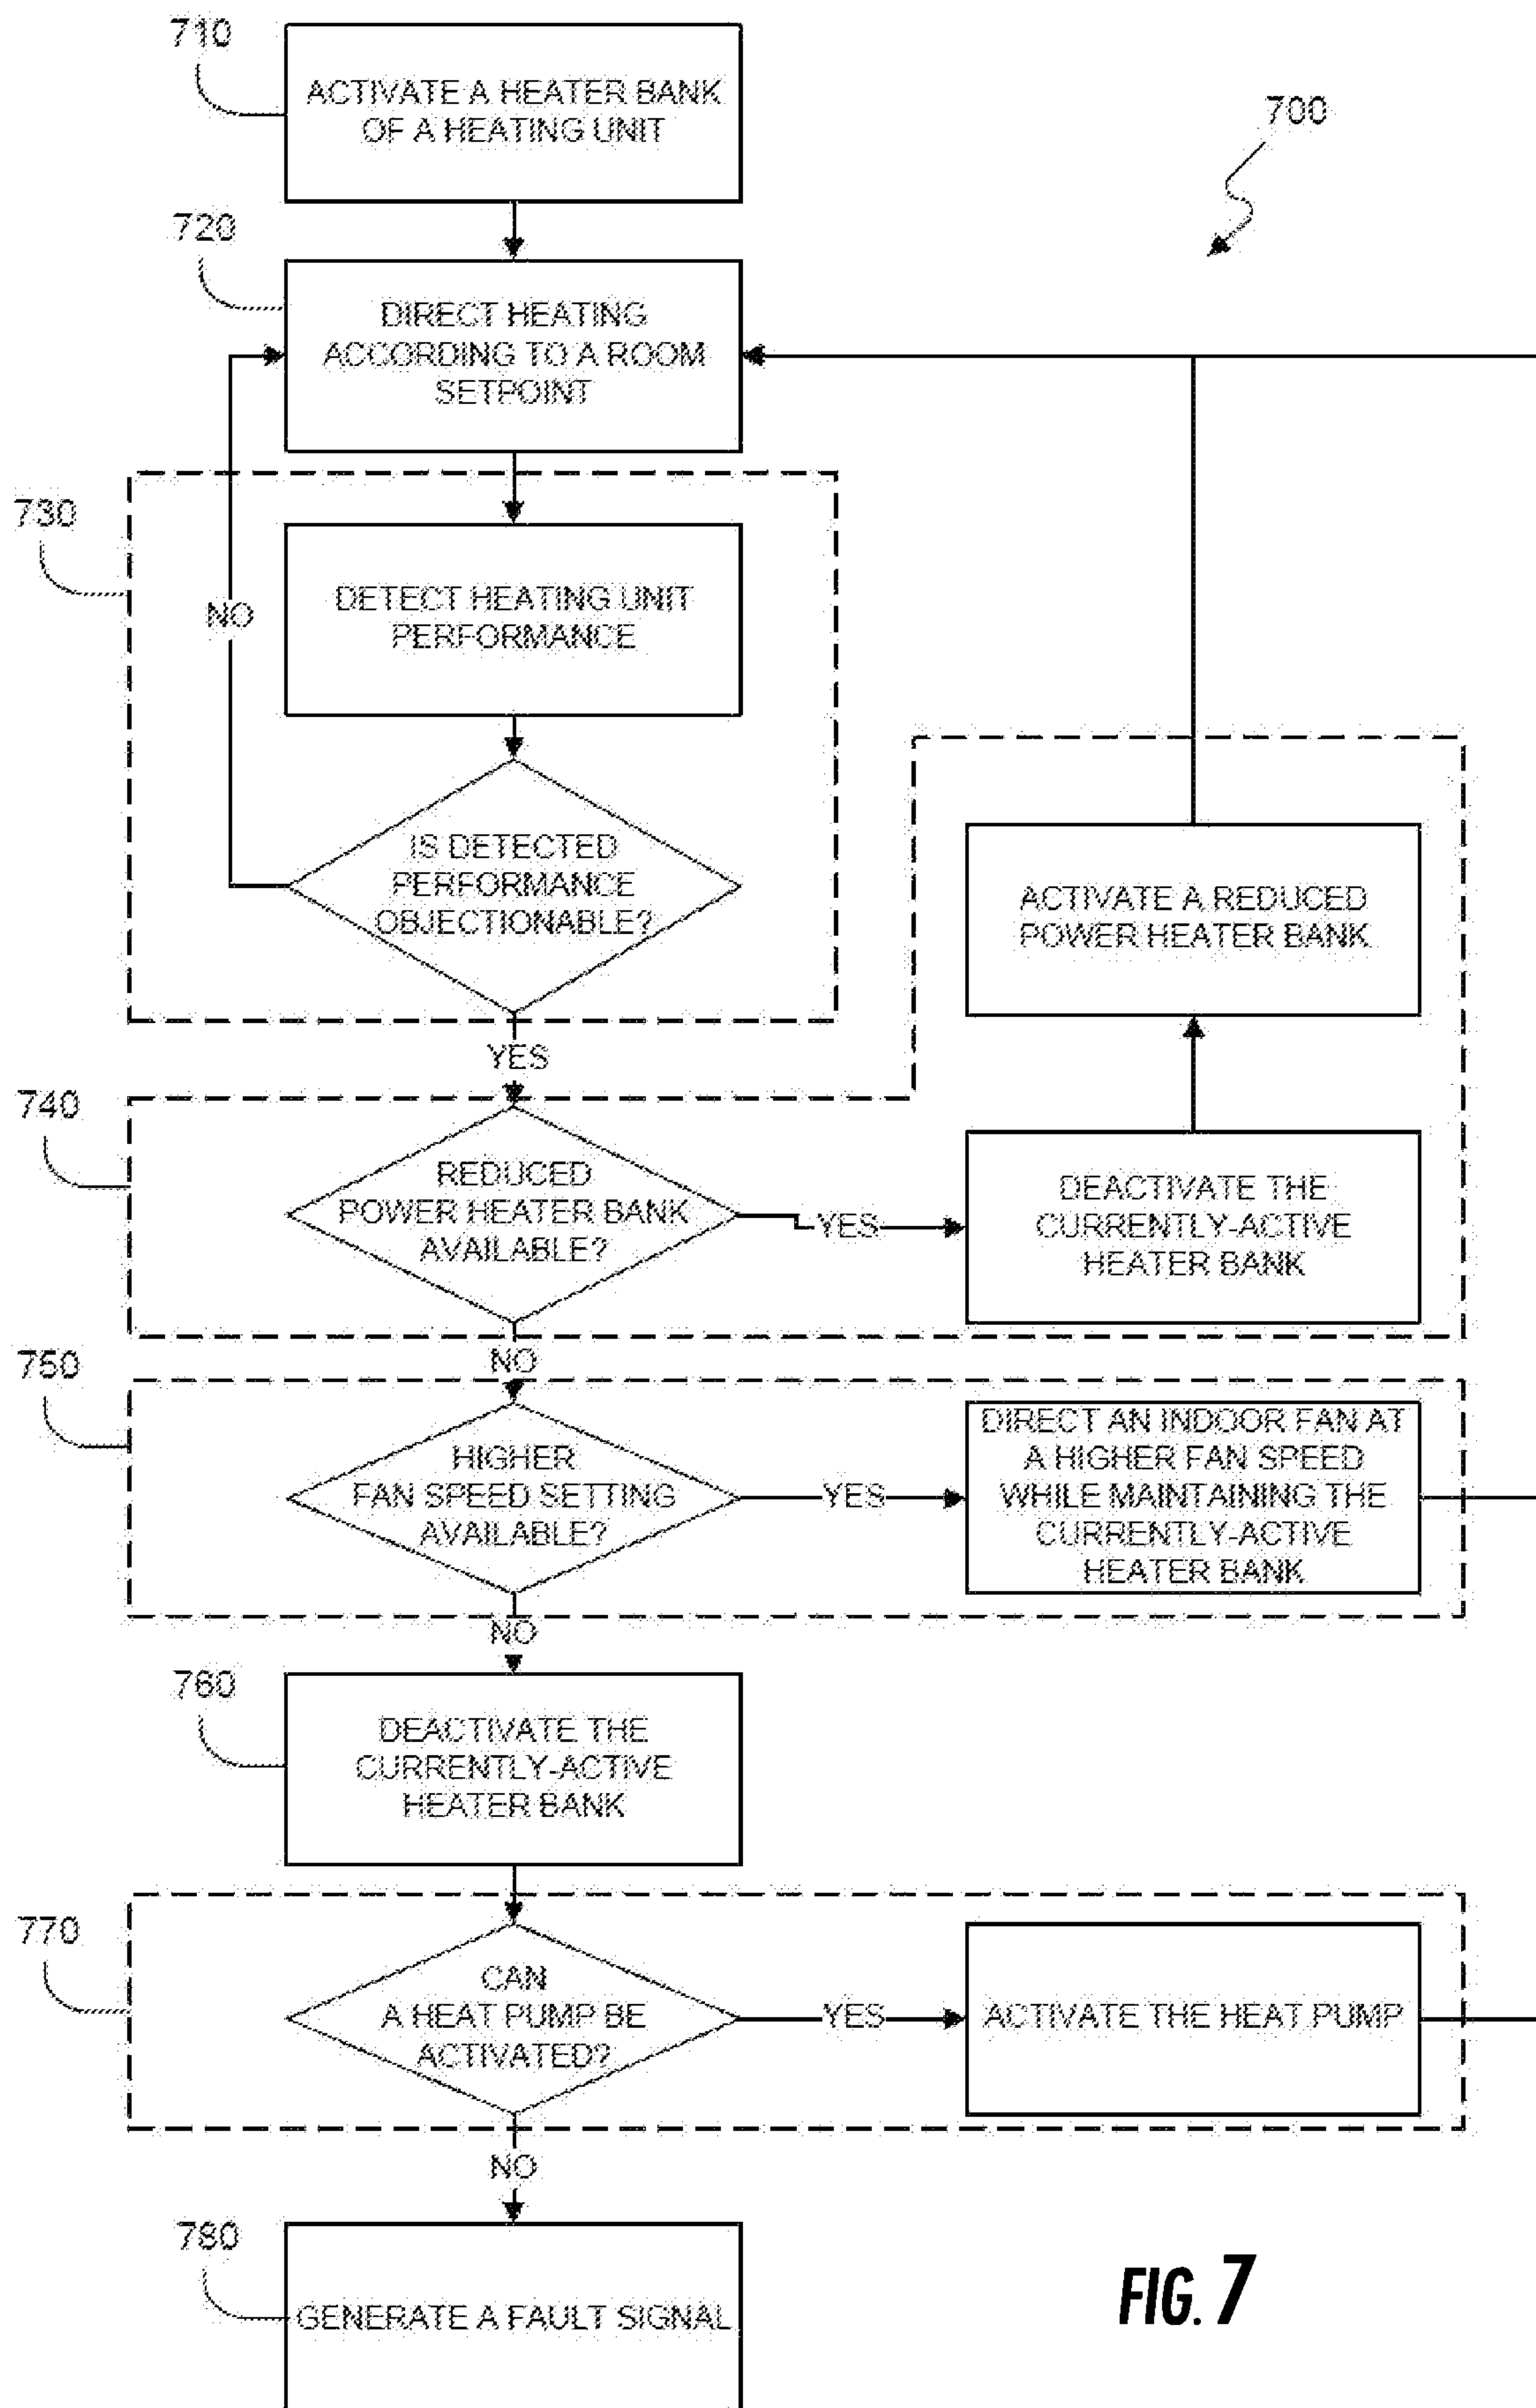 710
ACTIVATE A HEATER BANK
OF A HEATING UNIT
700
720
DIRECT HEATING
ACCORDING TO A ROOM
SETPOINT
730
DETECT HEATING UNIT
PERFORMANCE
NO
IS DETECTED
PERFORMANCE
OBJECTIONABLE?
YES
ACTIVATE A REDUCED
POWER HEATER BANK
740
REDUCED
POWER HEATER BANK
AVAILABLE?
YES
DEACTIVATE THE
CURRENTLY-ACTIVE
HEATER BANK
NO
750
HIGHER
FAN SPEED SETTING
AVAILABLE?
YES
DIRECT AN INDOOR FAN AT
A HIGHER FAN SPEED
WHILE MAINTAINING THE
CURRENTLY-ACTIVE
HEATER BANK
NO
760
DEACTIVATE THE
CURRENTLY-ACTIVE
HEATER BANK
770
CAN
A HEAT PUMP BE
ACTIVATED?
YES
ACTIVATE THE HEAT PUMP
NO
780
GENERATE A FAULT SIGNAL
FIG. 7